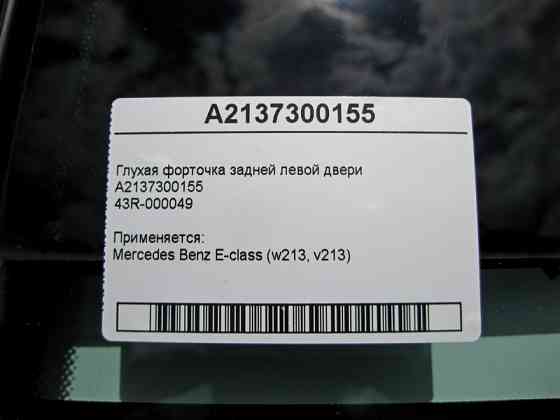 A2137300155
Глухая форточка задней левой двери
A2137300155
43R-000049
Применяется:
Mercedes Benz E-class (w213, v213)